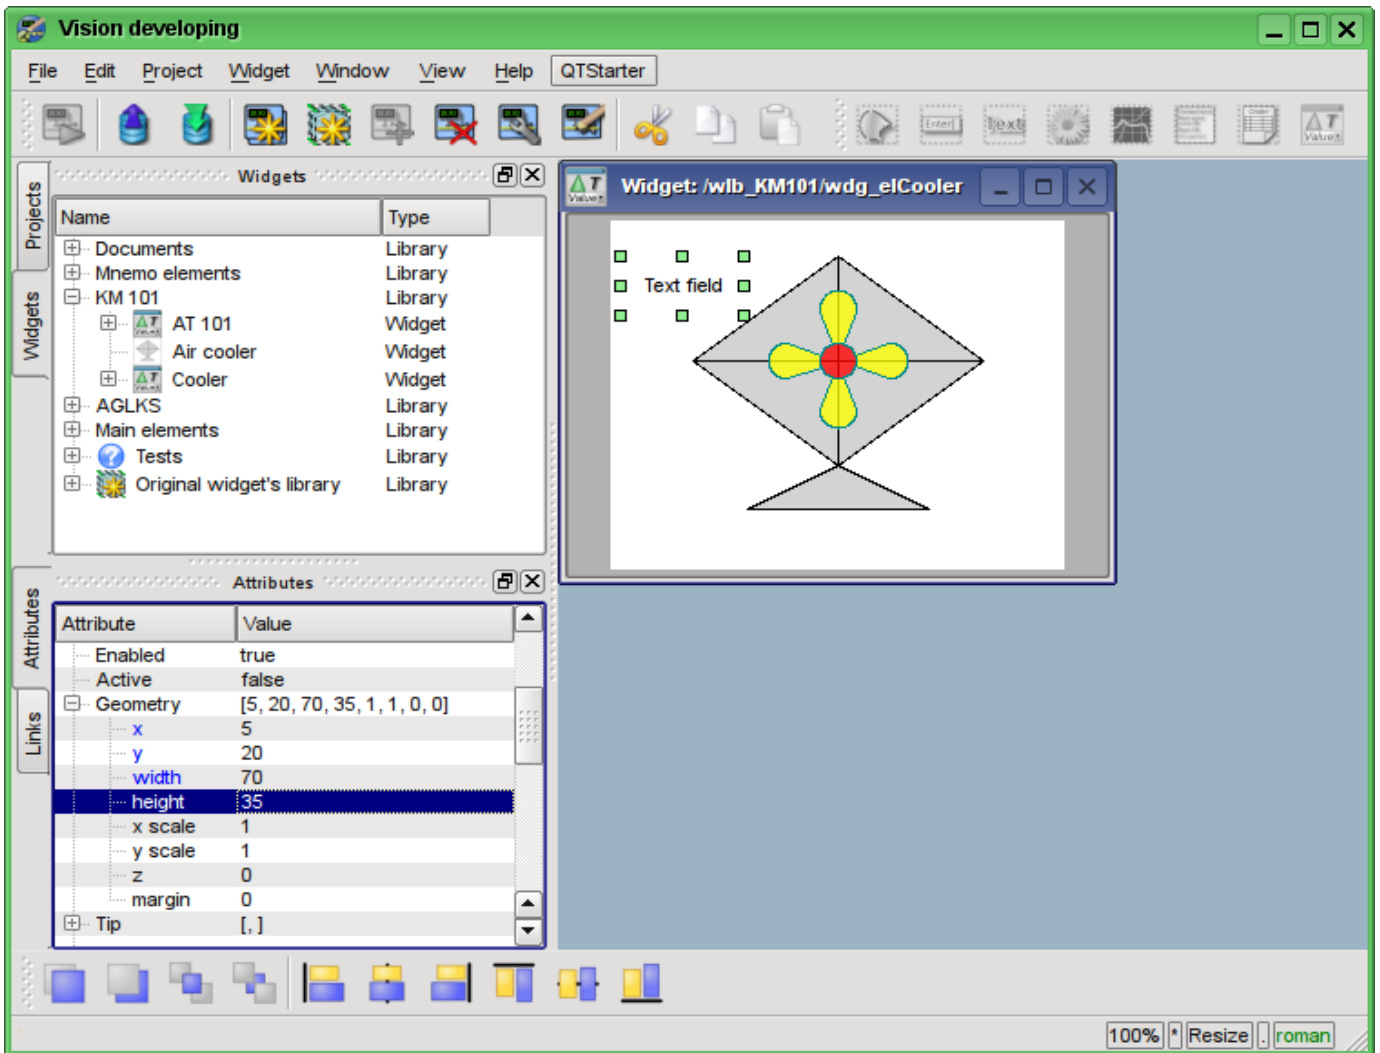 Vision developing
File Edit Project Widget Window View Help QTStarter
Enter Text ΔT Value
Projects
Widgets
Widgets
Name Type
Documents Library
Mnemo elements Library
KM 101 Library
AT 101 Widget
Air cooler Widget
Cooler Widget
AGLKS Library
Main elements Library
Tests Library
Original widget's library Library
Widget: /wlb_KM101/wdg_elCooler
Text field
Attributes
Links
Attributes
Attribute Value
Enabled true
Active false
Geometry [5, 20, 70, 35, 1, 1, 0, 0]
x 5
y 20
width 70
height 35
x scale 1
y scale 1
z 0
margin 0
Tip [, ]
100% * Resize . roman